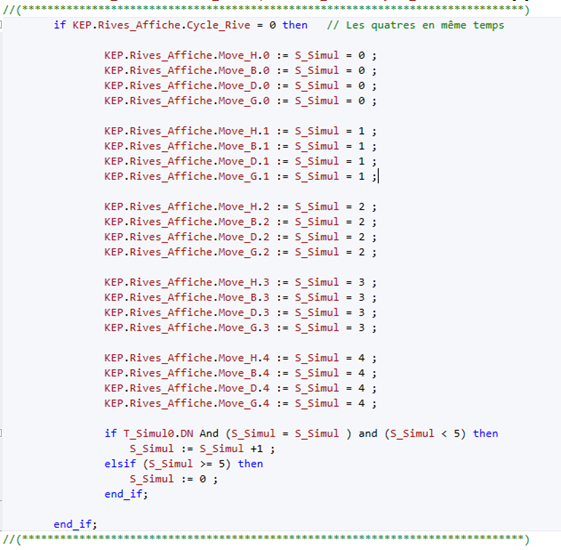 //(*******************************************************************************)
if KEP.Rives_Affiche.Cycle_Rive = 0 then // Les quatres en même temps
KEP.Rives_Affiche.Move_H.0 := S_Simul = 0 ;
KEP.Rives_Affiche.Move_B.0 := S_Simul = 0 ;
KEP.Rives_Affiche.Move_D.0 := S_Simul = 0 ;
KEP.Rives_Affiche.Move_G.0 := S_Simul = 0 ;
KEP.Rives_Affiche.Move_H.1 := S_Simul = 1 ;
KEP.Rives_Affiche.Move_B.1 := S_Simul = 1 ;
KEP.Rives_Affiche.Move_D.1 := S_Simul = 1 ;
KEP.Rives_Affiche.Move_G.1 := S_Simul = 1 ;
KEP.Rives_Affiche.Move_H.2 := S_Simul = 2 ;
KEP.Rives_Affiche.Move_B.2 := S_Simul = 2 ;
KEP.Rives_Affiche.Move_D.2 := S_Simul = 2 ;
KEP.Rives_Affiche.Move_G.2 := S_Simul = 2 ;
KEP.Rives_Affiche.Move_H.3 := S_Simul = 3 ;
KEP.Rives_Affiche.Move_B.3 := S_Simul = 3 ;
KEP.Rives_Affiche.Move_D.3 := S_Simul = 3 ;
KEP.Rives_Affiche.Move_G.3 := S_Simul = 3 ;
KEP.Rives_Affiche.Move_H.4 := S_Simul = 4 ;
KEP.Rives_Affiche.Move_B.4 := S_Simul = 4 ;
KEP.Rives_Affiche.Move_D.4 := S_Simul = 4 ;
KEP.Rives_Affiche.Move_G.4 := S_Simul = 4 ;
if T_Simul0.DN And (S_Simul = S_Simul ) and (S_Simul < 5) then
S_Simul := S_Simul +1 ;
elsif (S_Simul >= 5) then
S_Simul := 0 ;
end_if;
end_if;
//(*******************************************************************************)